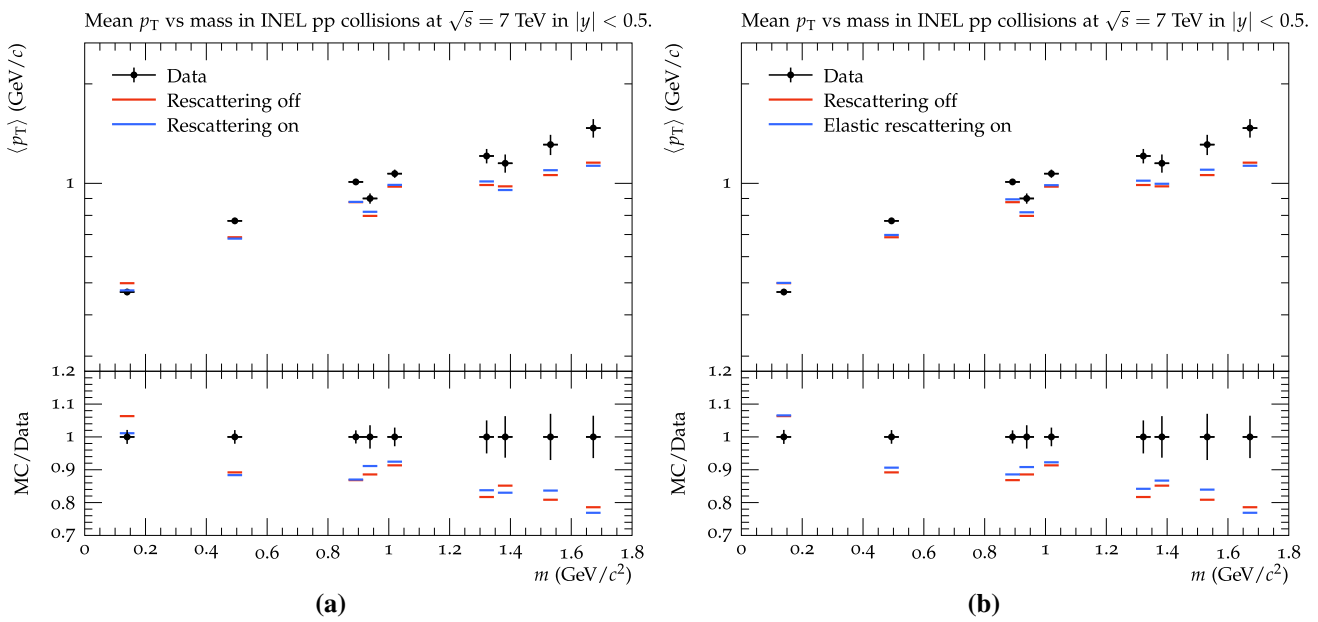 Mean pT vs mass in INEL pp collisions at √s = 7 TeV in |y| < 0.5.
⟨pT⟩ (GeV/c)
Data
Rescattering off
Rescattering on
1
1.2
1.1
1
0.9
0.8
0.7
MC/Data
0 0.2 0.4 0.6 0.8 1 1.2 1.4 1.6 1.8
m (GeV/c²)
(a)
Mean pT vs mass in INEL pp collisions at √s = 7 TeV in |y| < 0.5.
⟨pT⟩ (GeV/c)
Data
Rescattering off
Elastic rescattering on
1
1.2
1.1
1
0.9
0.8
0.7
MC/Data
0 0.2 0.4 0.6 0.8 1 1.2 1.4 1.6 1.8
m (GeV/c²)
(b)